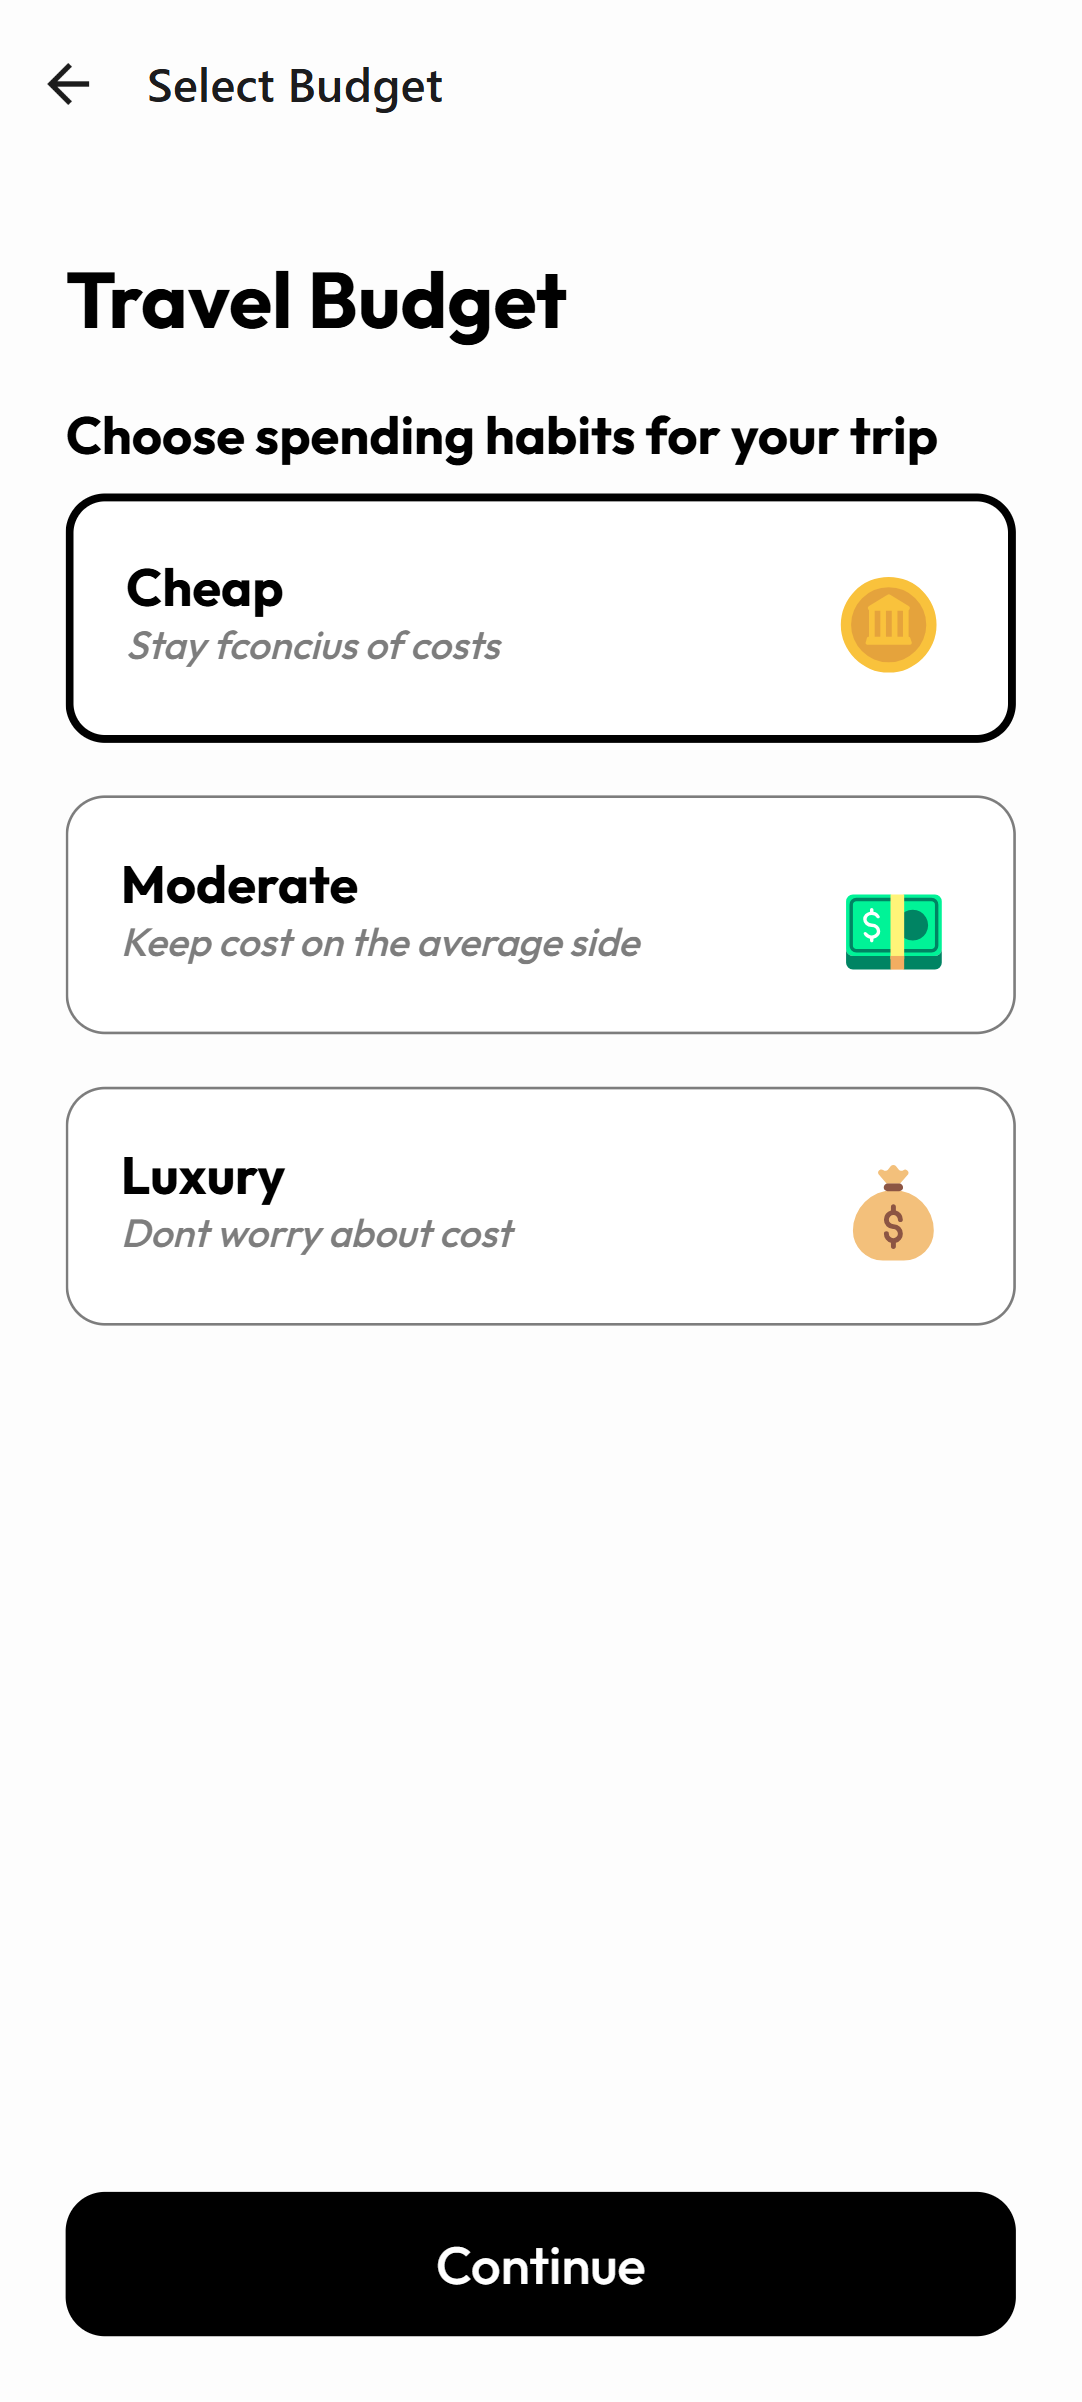 Select Budget
Travel Budget
Choose spending habits for your trip
Cheap
Stay fconcius of costs
Moderate
Keep cost on the average side
$
Luxury
Dont worry about cost
$
Continue